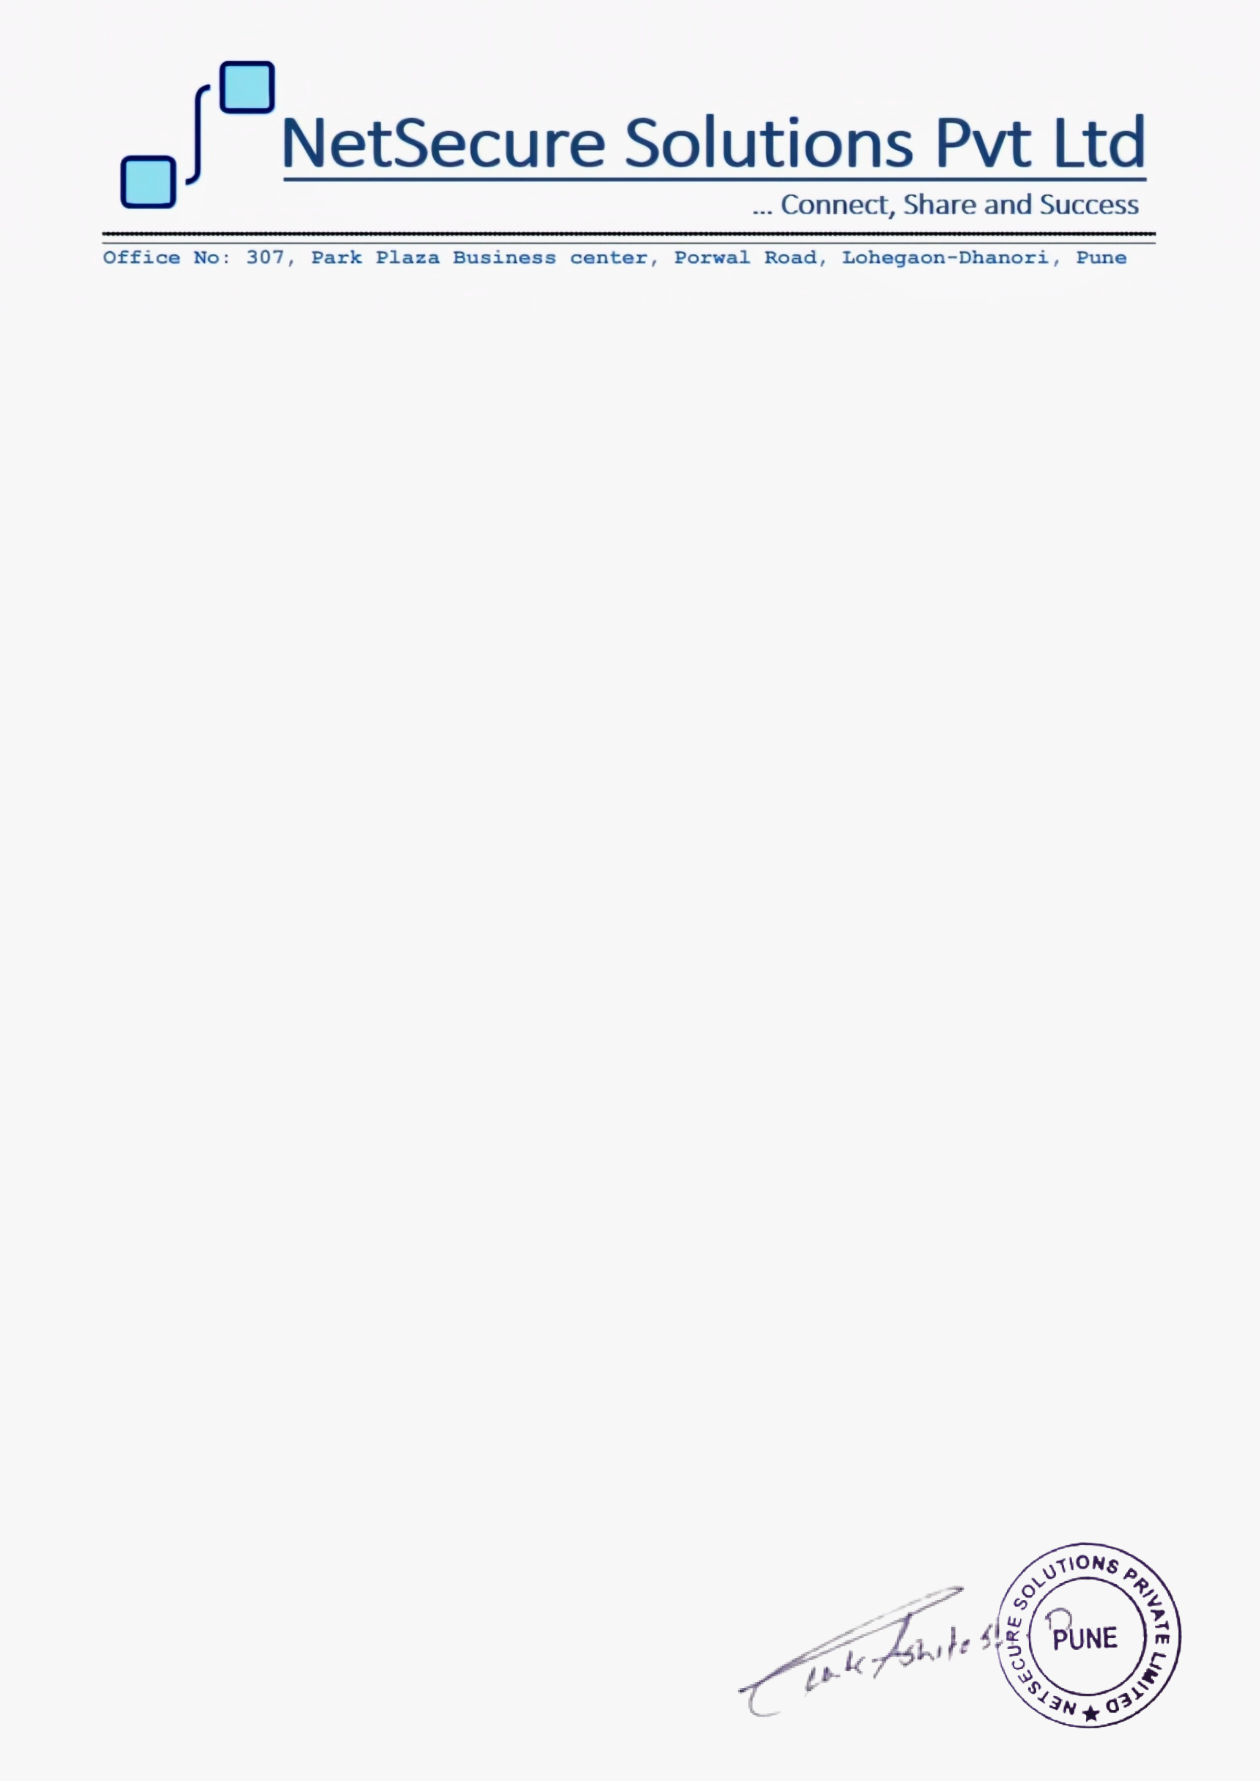 NetSecure Solutions Pvt Ltd
... Connect, Share and Success
Office No: 307, Park Plaza Business center, Porwal Road, Lohegaon-Dhanori, Pune
NETSECURE SOLUTIONS PRIVATE LIMITED
PUNE